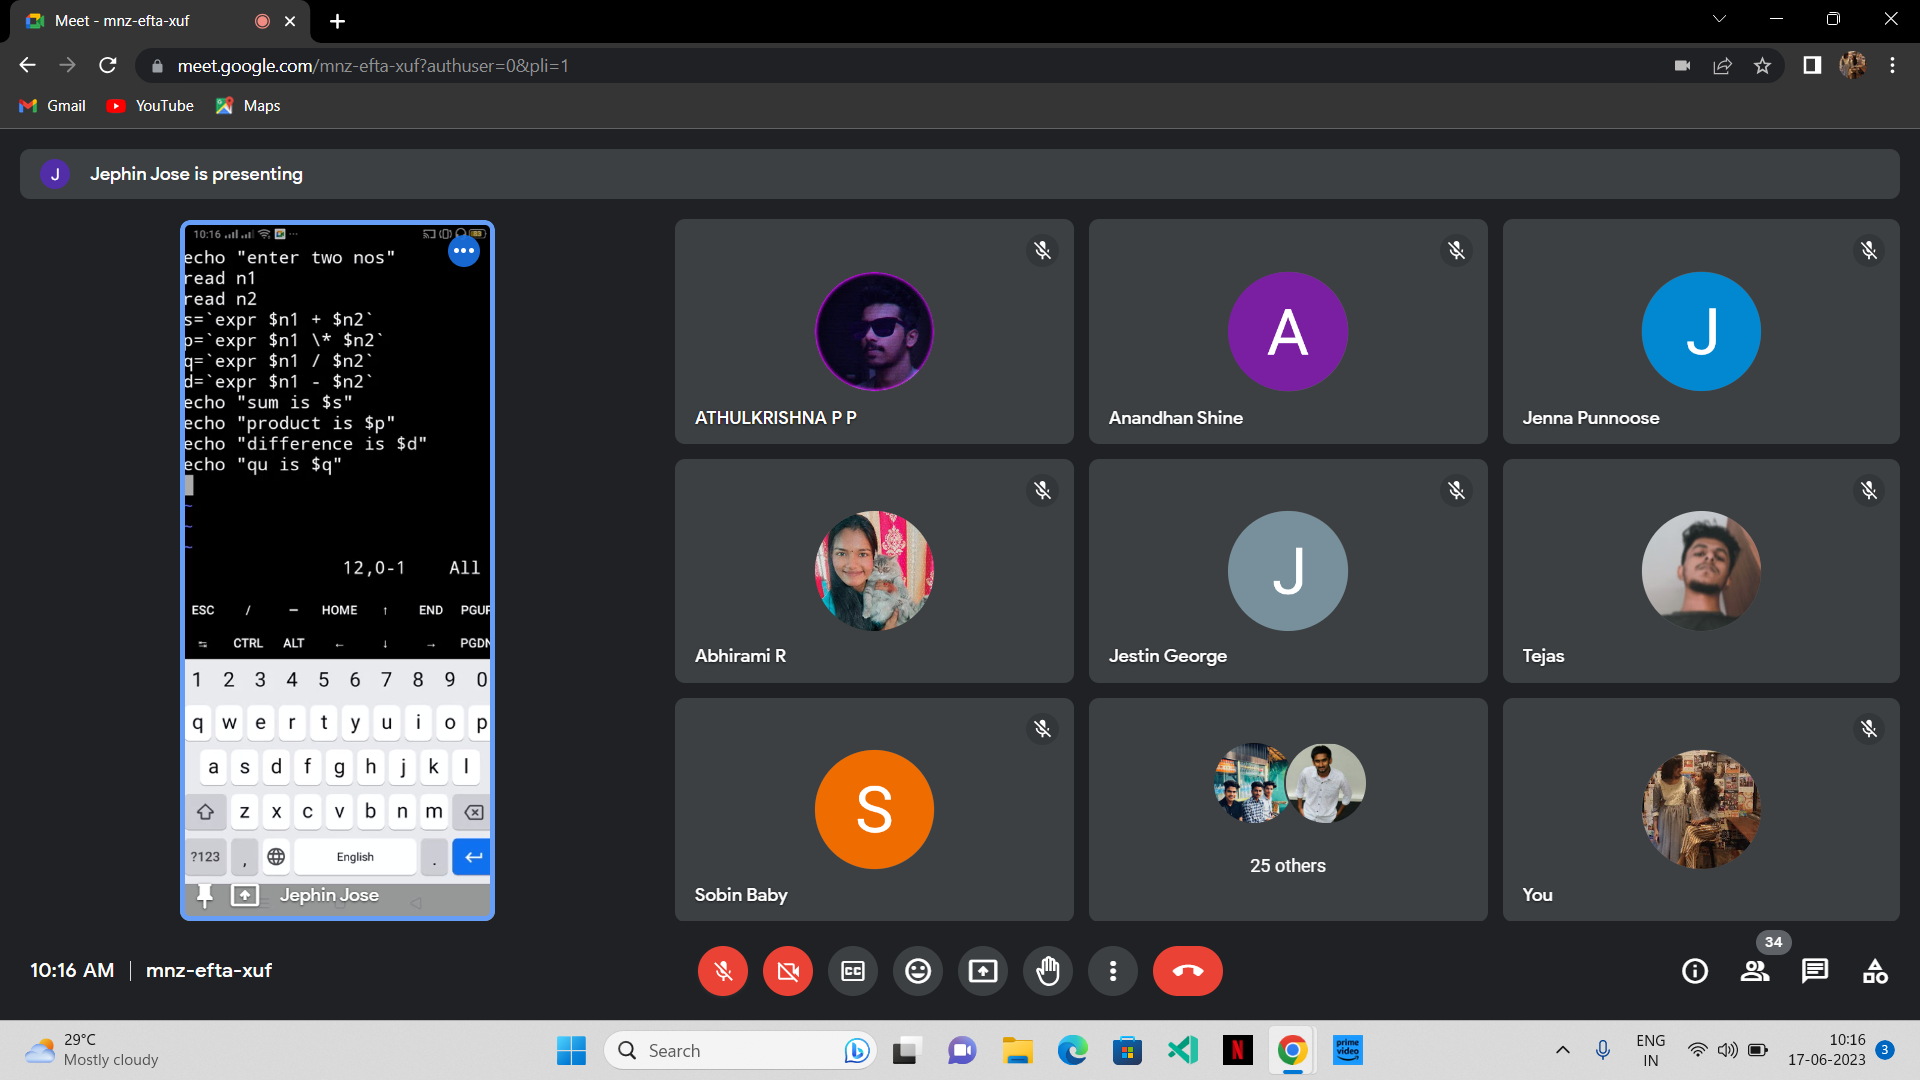 Meet - mnz-efta-xuf
meet.google.com/mnz-efta-xuf?authuser=0&pli=1
Gmail YouTube Maps
J Jephin Jose is presenting
10:16
echo "enter two nos"
read n1
read n2
s=`expr $n1 + $n2`
p=`expr $n1 \* $n2`
q=`expr $n1 / $n2`
d=`expr $n1 - $n2`
echo "sum is $s"
echo "product is $p"
echo "difference is $d"
echo "qu is $q"
~
~
~
12,0-1 All
ESC / — HOME ↑ END PGUP
⇆ CTRL ALT ← ↓ → PGDN
1 2 3 4 5 6 7 8 9 0
q w e r t y u i o p
a s d f g h j k l
z x c v b n m
?123 , English .
Jephin Jose
ATHULKRISHNA P P
A
Anandhan Shine
J
Jenna Punnoose
Abhirami R
J
Jestin George
Tejas
S
Sobin Baby
25 others
You
10:16 AM | mnz-efta-xuf
34
29°C
Mostly cloudy
Search
prime video
ENG
IN
10:16
17-06-2023
3